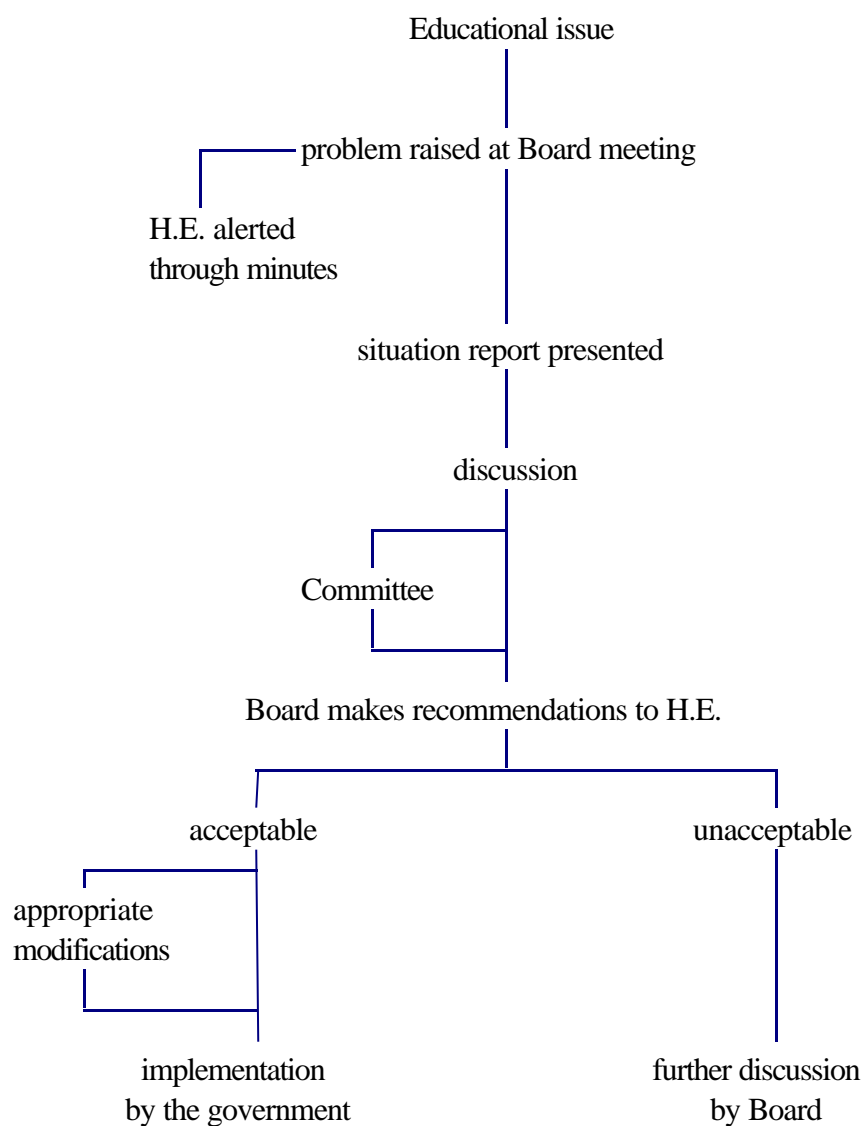 Educational issue
problem raised at Board meeting
H.E. alerted
through minutes
situation report presented
discussion
Committee
Board makes recommendations to H.E.
acceptable
unacceptable
appropriate
modifications
implementation
by the government
further discussion
by Board